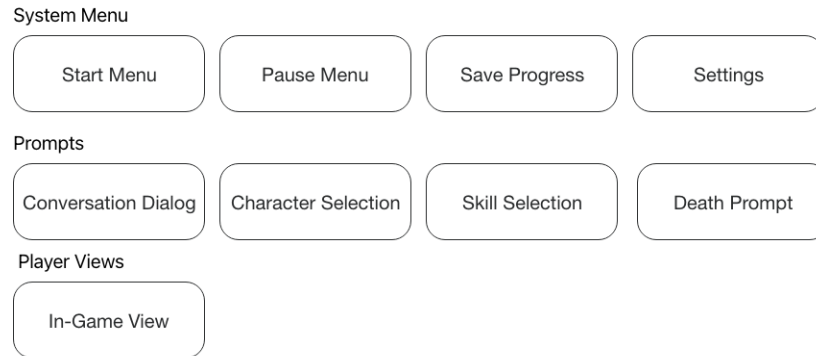 System Menu
Start Menu
Pause Menu
Save Progress
Settings
Prompts
Conversation Dialog
Character Selection
Skill Selection
Death Prompt
Player Views
In-Game View